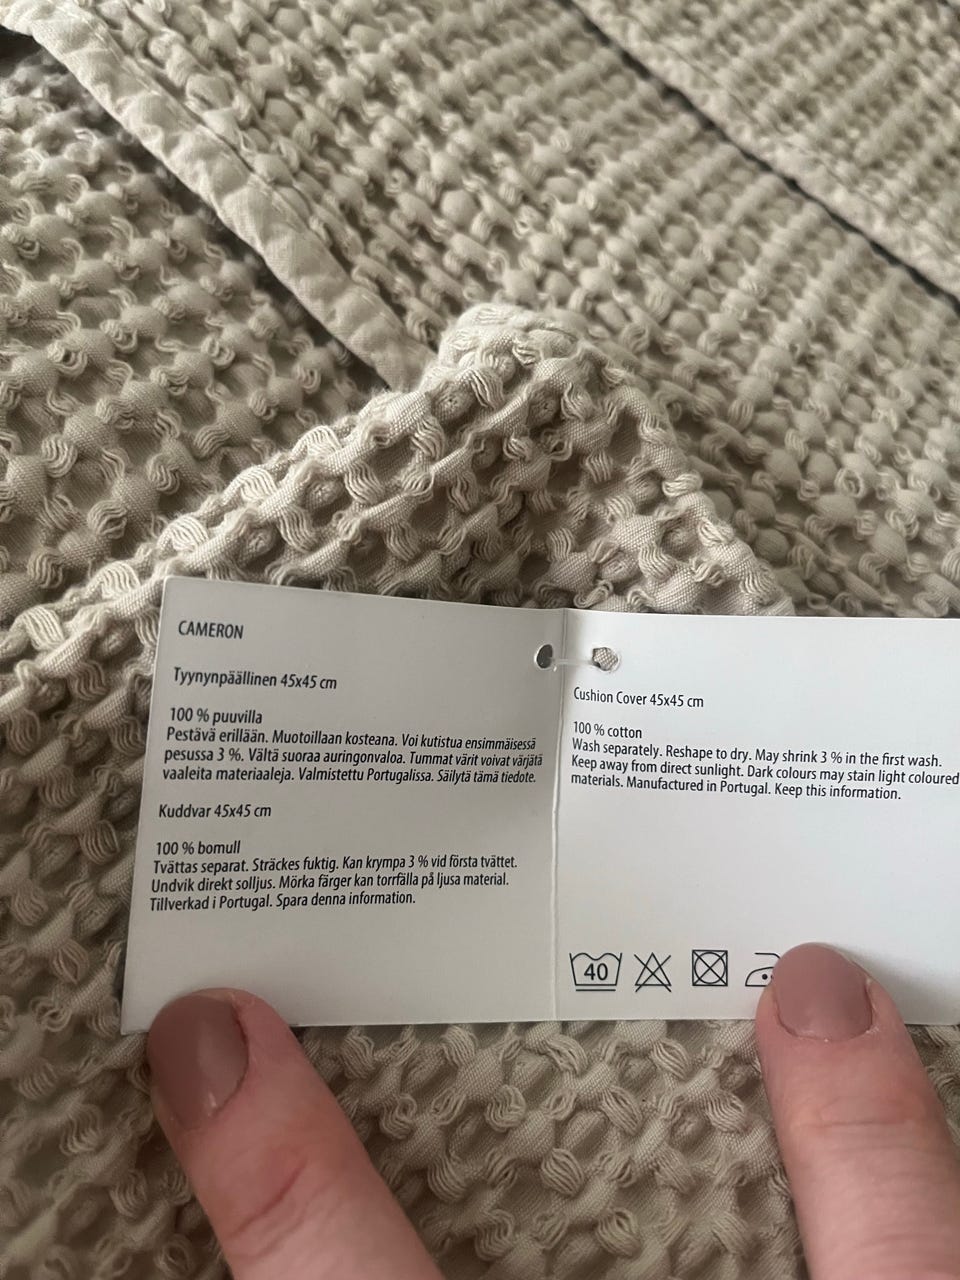 CAMERON
Tyynynpäällinen 45x45 cm
100 % puuvilla
Pestävä erillään. Muotoillaan kosteana. Voi kutistua ensimmäisessä
pesussa 3 %. Vältä suoraa auringonvaloa. Tummat värit voivat värjätä
vaaleita materiaaleja. Valmistettu Portugalissa. Säilytä tämä tiedote.
Kuddvar 45x45 cm
100 % bomull
Tvättas separat. Sträckes fuktig. Kan krympa 3 % vid första tvättet.
Undvik direkt solljus. Mörka färger kan torrfälla på ljusa material.
Tillverkad i Portugal. Spara denna information.
Cushion Cover 45x45 cm
100 % cotton
Wash separately. Reshape to dry. May shrink 3 % in the first wash.
Keep away from direct sunlight. Dark colours may stain light coloured
materials. Manufactured in Portugal. Keep this information.
40